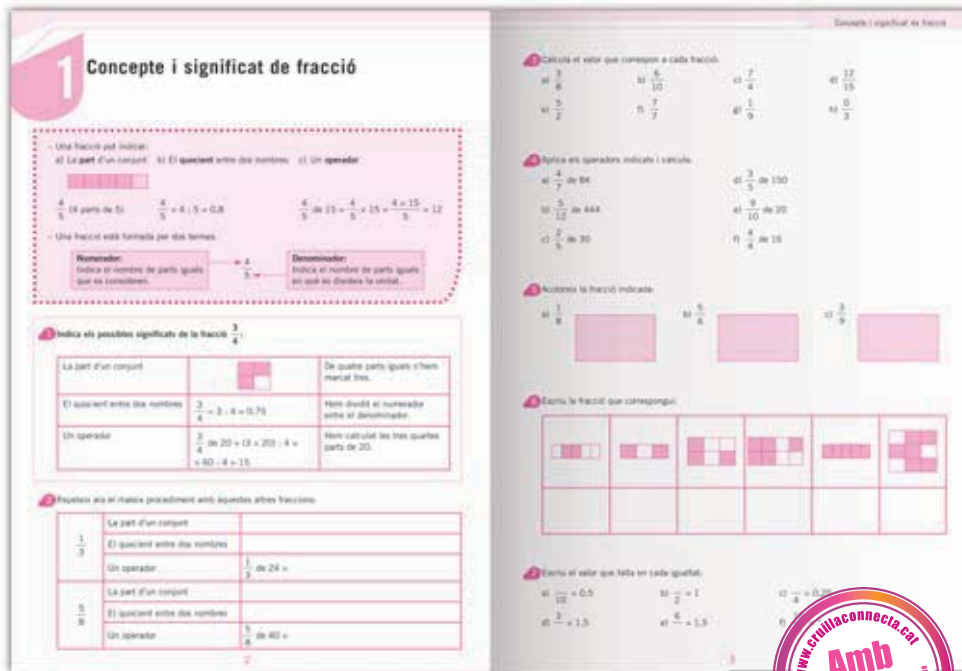 1
Concepte i significat de fracció
– Una fracció pot indicar:
a) La part d'un conjunt b) El quocient entre dos nombres c) Un operador
4/5 (4 parts de 5) 4/5 = 4 : 5 = 0,8 4/5 de 15 = 4/5 × 15 = 4 × 15/5 = 12
– Una fracció està formada per dos termes:
Numerador:
Indica el nombre de parts iguals
que es consideren.
4/5
Denominador:
Indica el nombre de parts iguals
en què es divideix la unitat.
1 Indica els possibles significats de la fracció 3/4:
La part d'un conjunt
De quatre parts iguals n'hem
marcat tres.
El quocient entre dos nombres
3/4 = 3 : 4 = 0,75
Hem dividit el numerador
entre el denominador.
Un operador
3/4 de 20 = (3 × 20) : 4 =
= 60 : 4 = 15
Hem calculat les tres quartes
parts de 20.
2 Repeteix ara el mateix procediment amb aquestes altres fraccions:
1/3
La part d'un conjunt
El quocient entre dos nombres
Un operador 1/3 de 24 =
5/8
La part d'un conjunt
El quocient entre dos nombres
Un operador 5/8 de 40 =
2
Concepte i significat de fracció
3 Calcula el valor que correspon a cada fracció:
a) 3/8 b) 6/10 c) 7/4 d) 12/15
e) 5/2 f) 7/7 g) 1/9 h) 0/3
4 Aplica els operadors indicats i calcula:
a) 4/7 de 84 d) 3/5 de 150
b) 5/12 de 444 e) 9/10 de 20
c) 2/5 de 30 f) 4/4 de 16
5 Acoloreix la fracció indicada:
a) 1/8 b) 5/6 c) 3/9
6 Escriu la fracció que correspongui:
7 Escriu el valor que falta en cada igualtat:
a) /10 = 0,5 b) /2 = 1 c) /4 = 0,25
d) 3/ = 1,5 e) 6/ = 1,5 f)
3
www.cruillaconnecta.cat
Amb